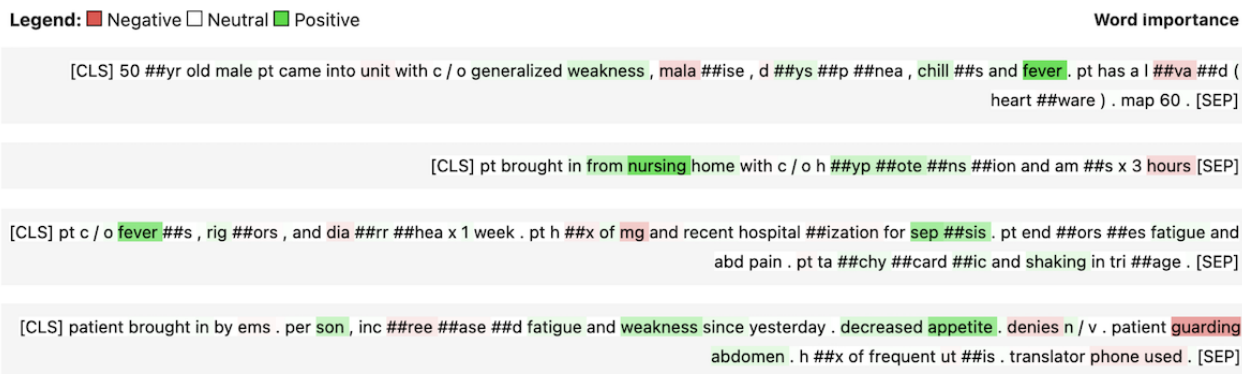 Legend: Negative Neutral Positive Word importance
[CLS] 50 ##yr old male pt came into unit with c / o generalized weakness , mala ##ise , d ##ys ##p ##nea , chill ##s and fever . pt has a l ##va ##d (
heart ##ware ) . map 60 . [SEP]
[CLS] pt brought in from nursing home with c / o h ##yp ##ote ##ns ##ion and am ##s x 3 hours [SEP]
[CLS] pt c / o fever ##s , rig ##ors , and dia ##rr ##hea x 1 week . pt h ##x of mg and recent hospital ##ization for sep ##sis . pt end ##ors ##es fatigue and
abd pain . pt ta ##chy ##card ##ic and shaking in tri ##age . [SEP]
[CLS] patient brought in by ems . per son , inc ##ree ##ase ##d fatigue and weakness since yesterday . decreased appetite . denies n / v . patient guarding
abdomen . h ##x of frequent ut ##is . translator phone used . [SEP]